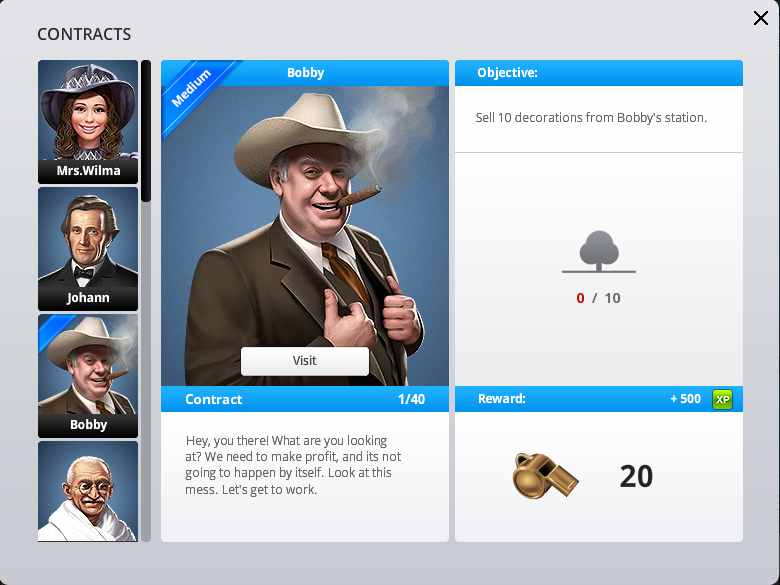 CONTRACTS
Mrs.Wilma
Johann
Bobby
Medium
Bobby
Visit
Contract 1/40
Hey, you there! What are you looking
at? We need to make profit, and its not
going to happen by itself. Look at this
mess. Let's get to work.
Objective:
Sell 10 decorations from Bobby's station.
0 / 10
Reward: + 500 XP
20